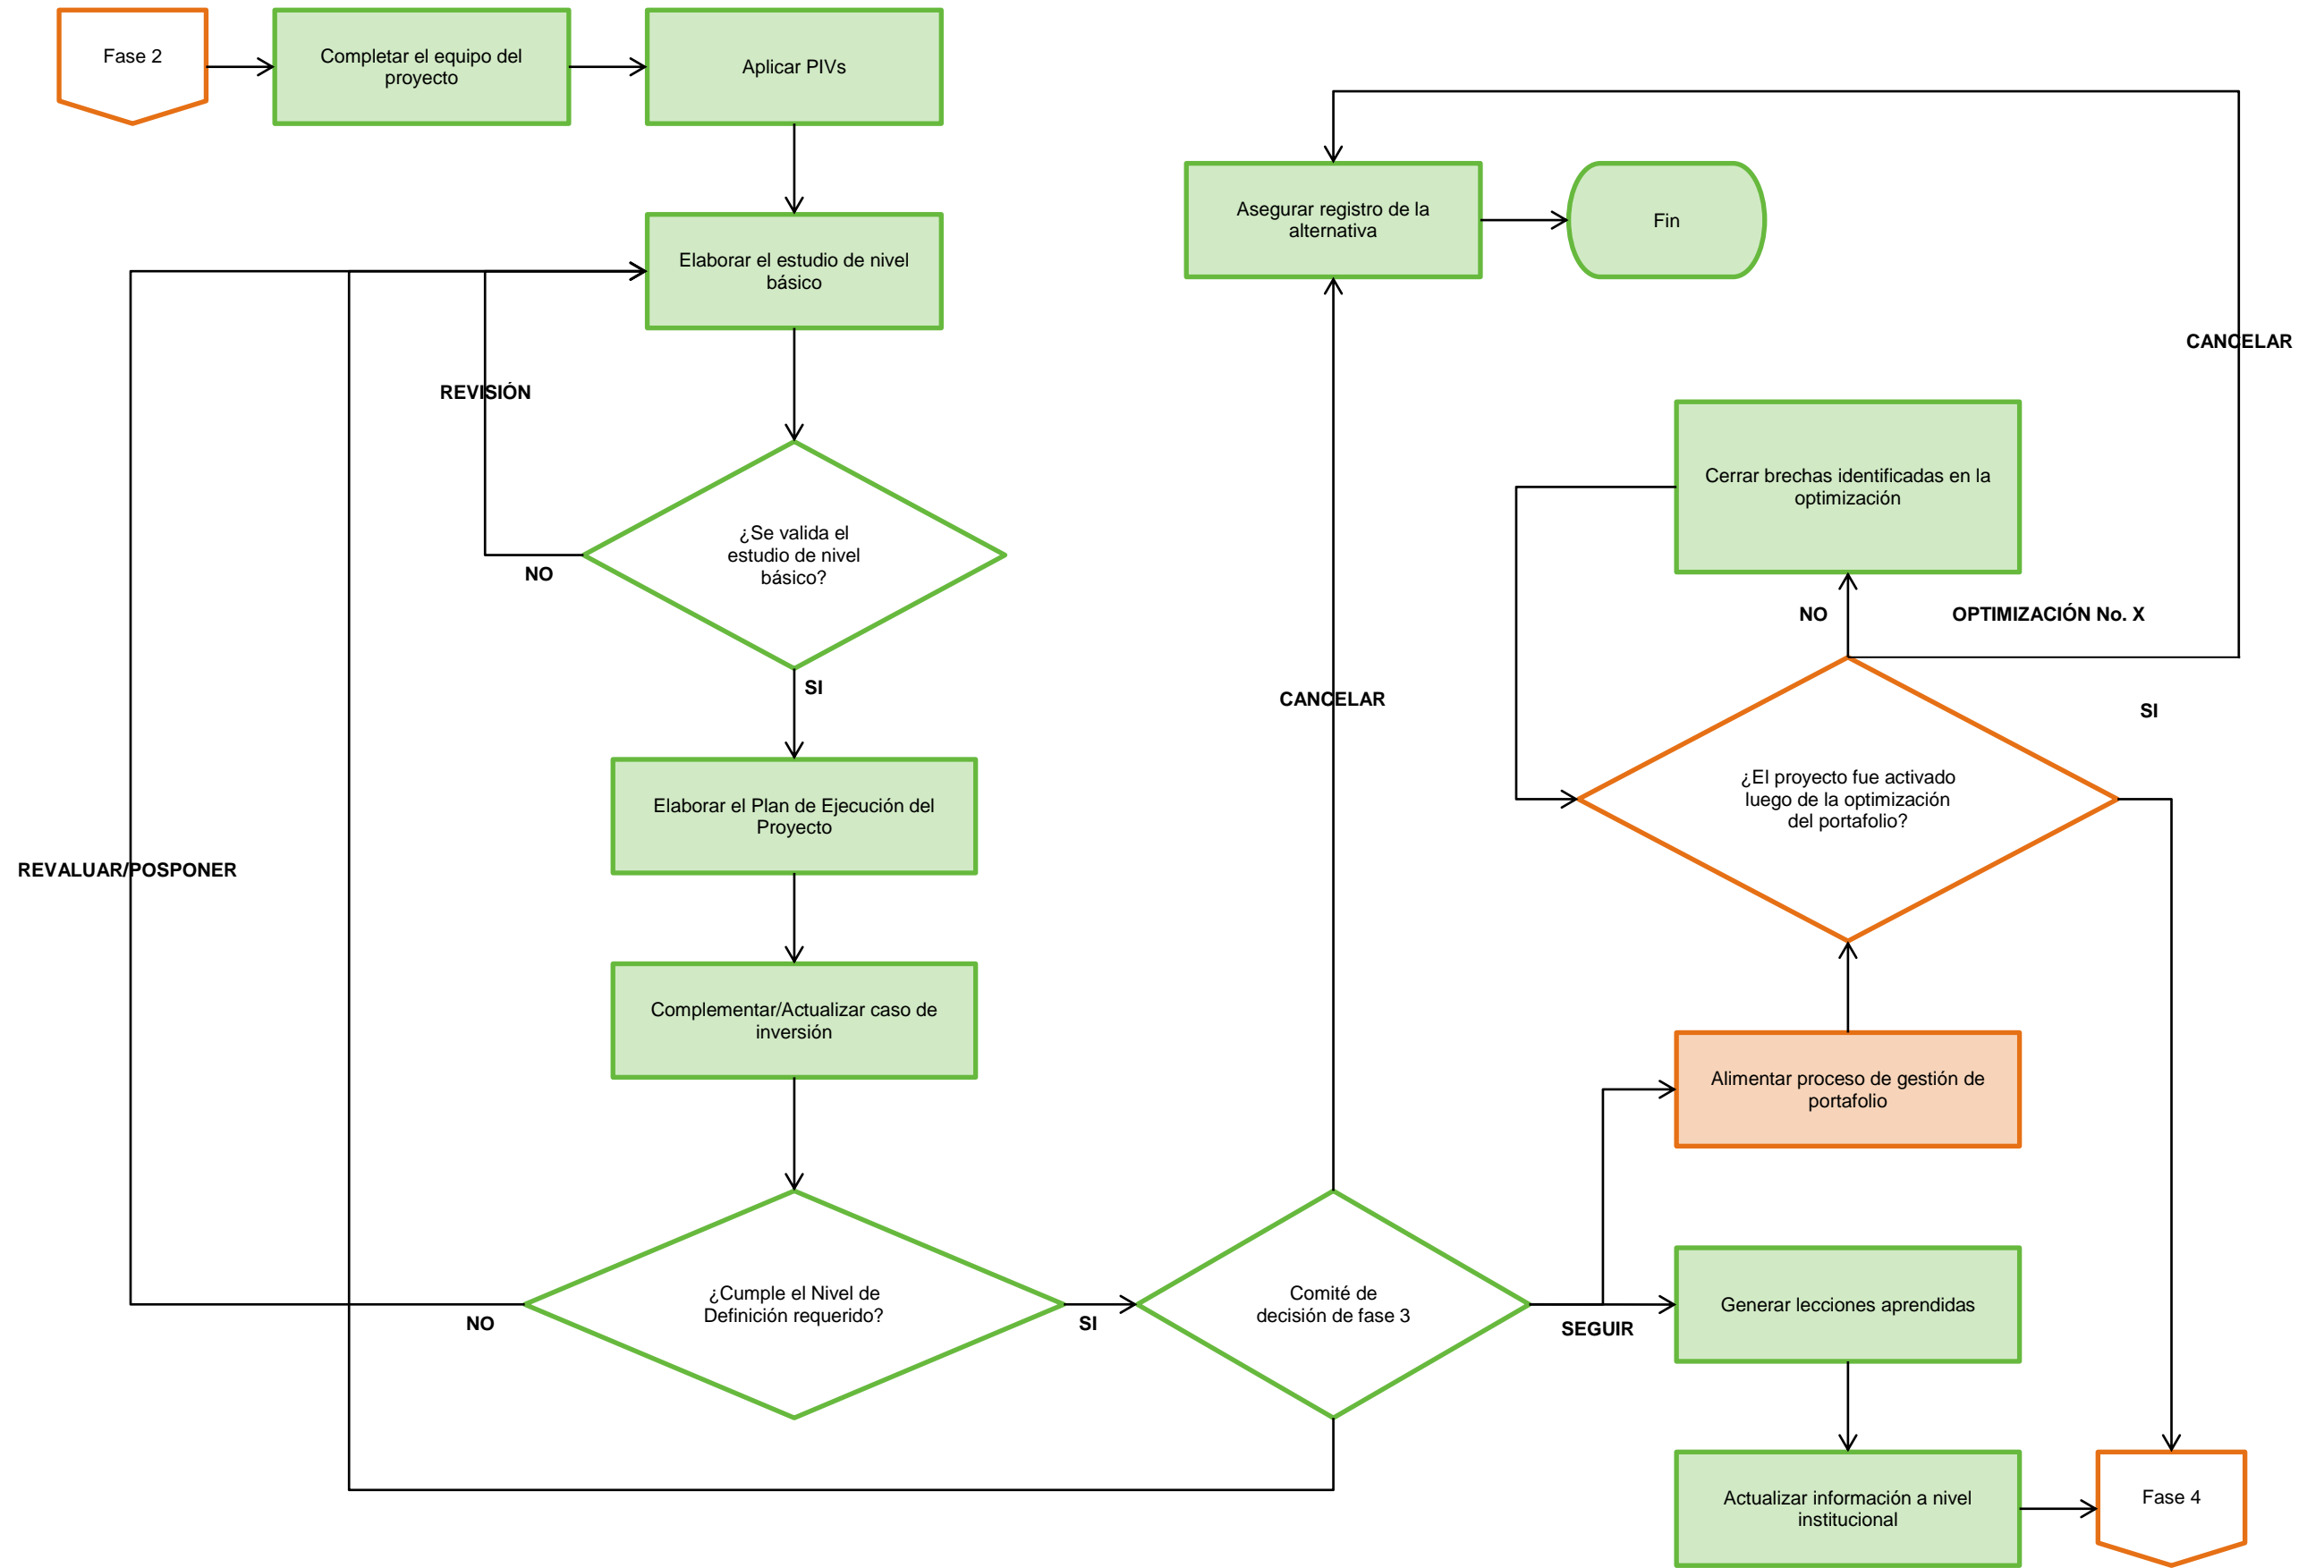 Fase 2
Completar el equipo del
proyecto
Aplicar PIVs
Asegurar registro de la
alternativa
Fin
Elaborar el estudio de nivel
básico
CANCELAR
REVISIÓN
Cerrar brechas identificadas en la
optimización
¿Se valida el
estudio de nivel
básico?
NO
NO
OPTIMIZACIÓN No. X
SI
CANCELAR
SI
¿El proyecto fue activado
luego de la optimización
del portafolio?
Elaborar el Plan de Ejecución del
Proyecto
REVALUAR/POSPONER
Complementar/Actualizar caso de
inversión
Alimentar proceso de gestión de
portafolio
¿Cumple el Nivel de
Definición requerido?
NO
SI
Comité de
decisión de fase 3
SEGUIR
Generar lecciones aprendidas
Actualizar información a nivel
institucional
Fase 4